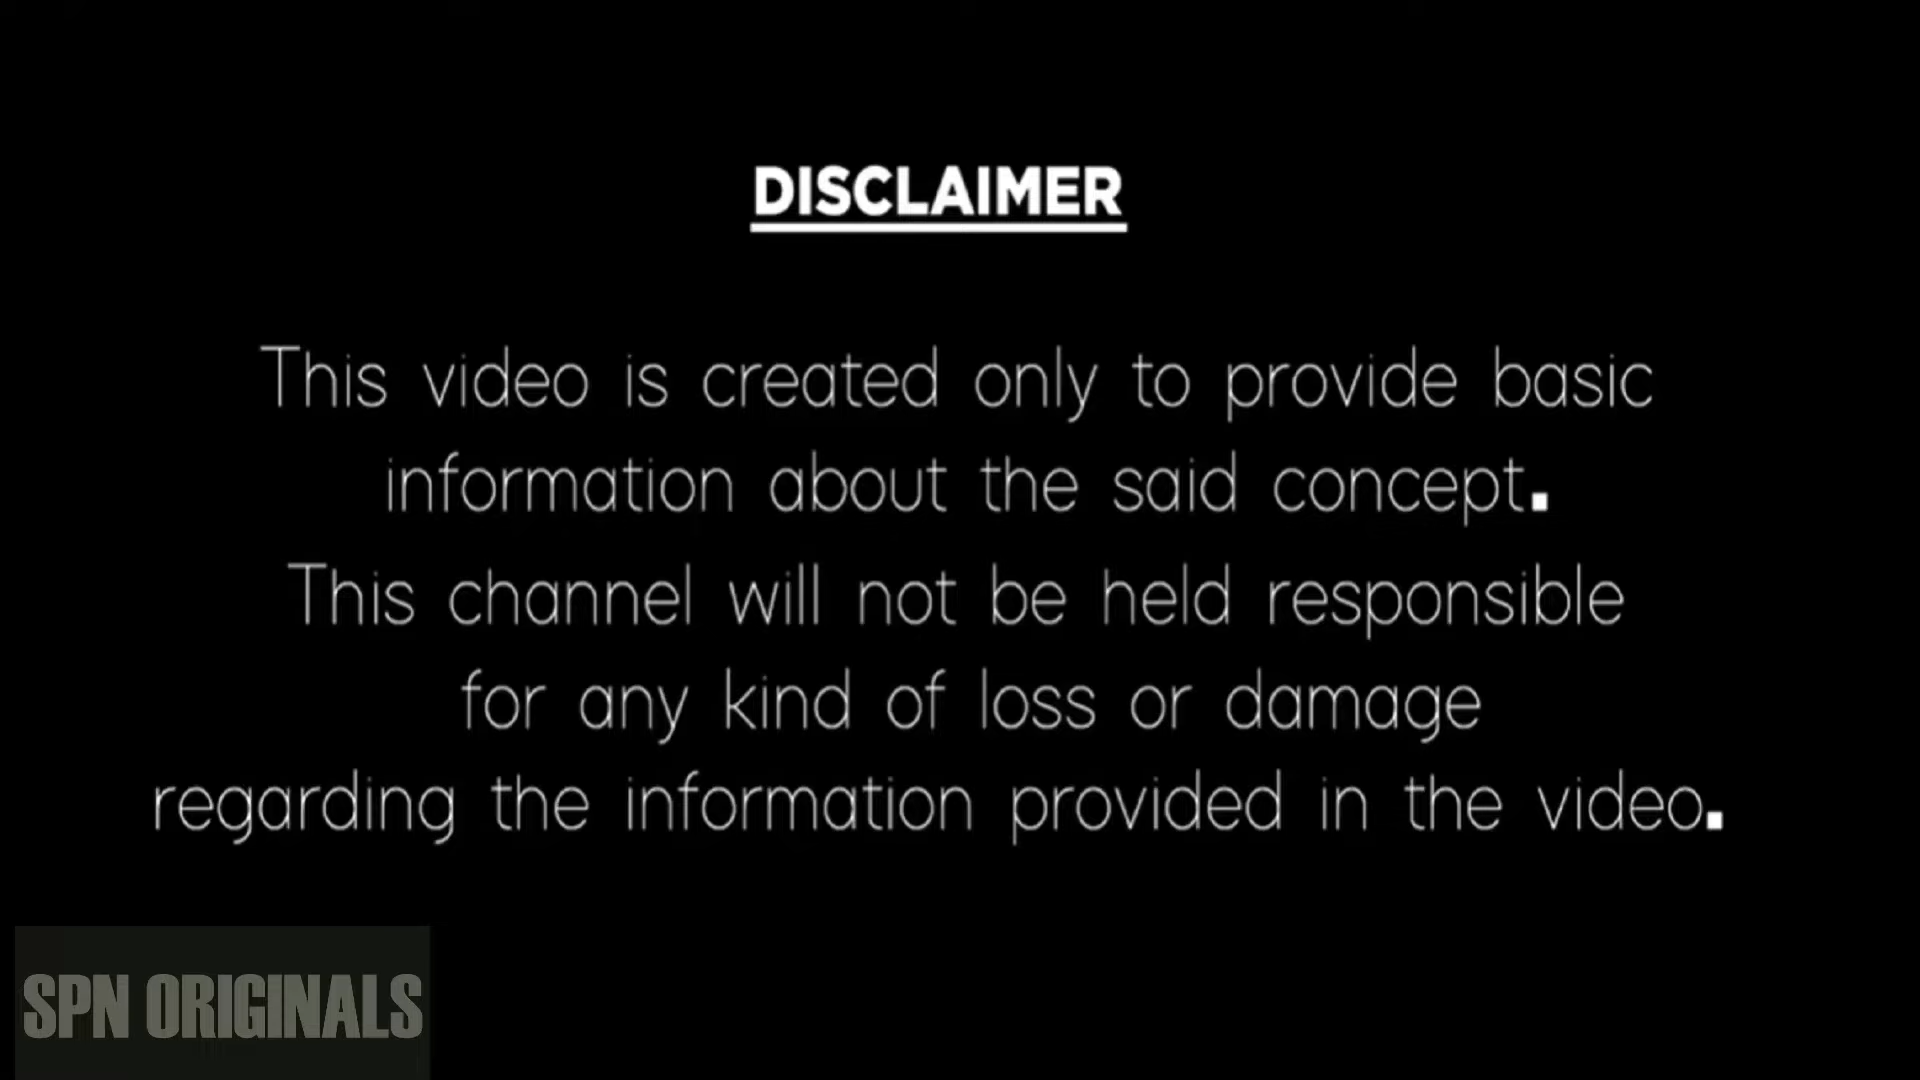 DISCLAIMER
This video is created only to provide basic
information about the said concept.
This channel will not be held responsible
for any kind of loss or damage
regarding the information provided in the video.
SPN ORIGINALS